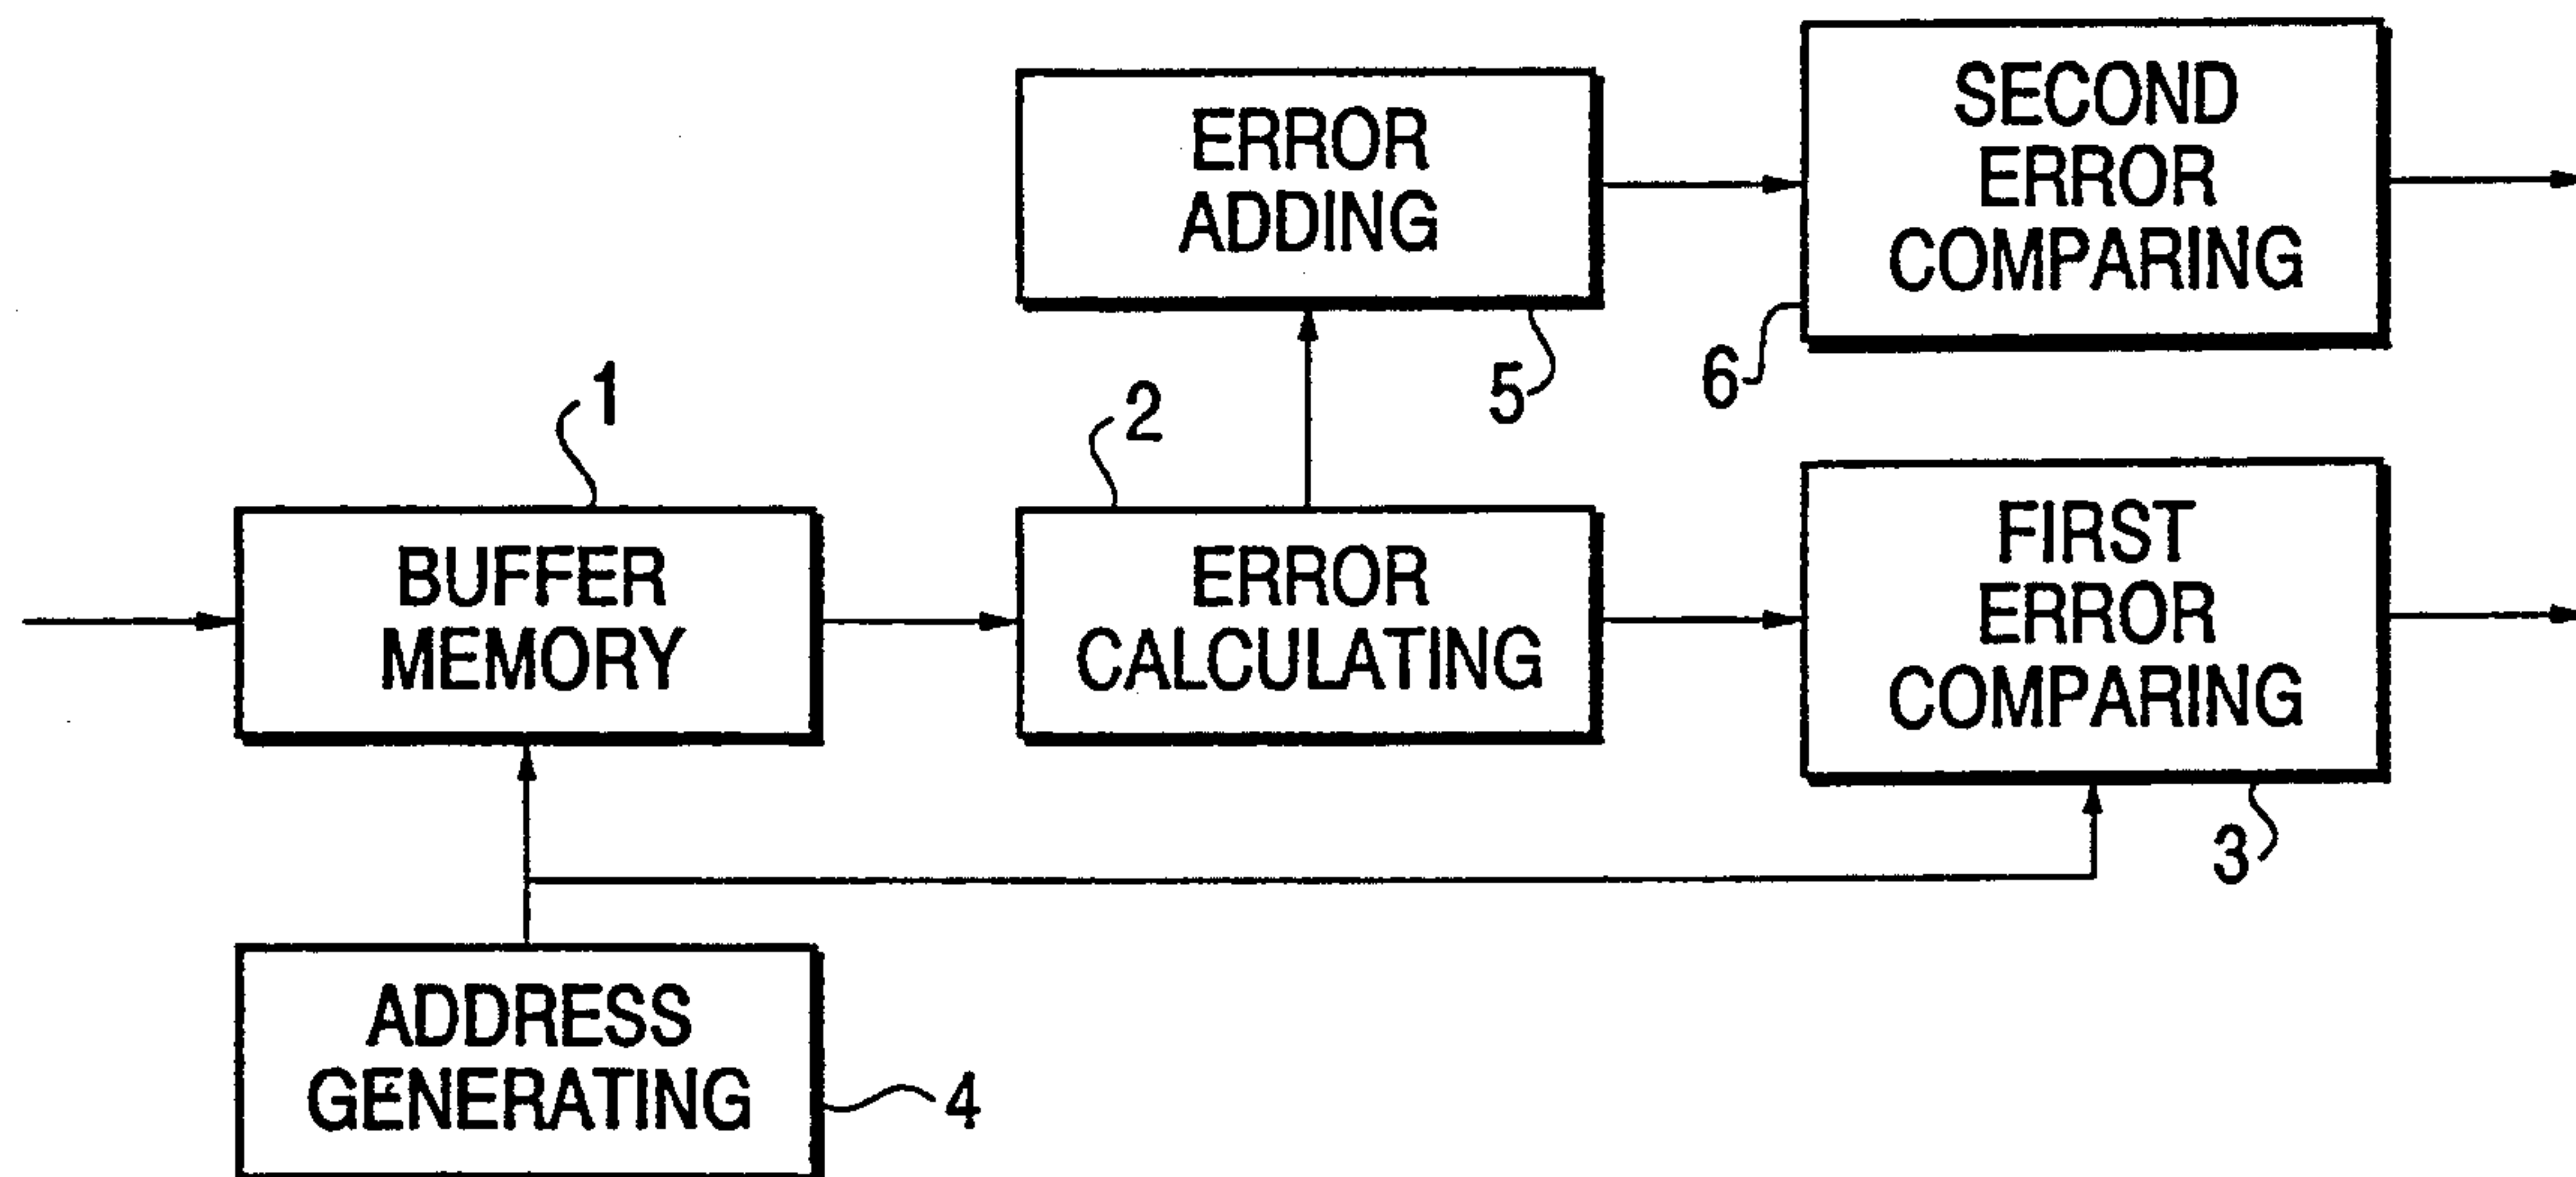 ERROR
ADDING
5
SECOND
ERROR
COMPARING
6
1
BUFFER
MEMORY
2
ERROR
CALCULATING
FIRST
ERROR
COMPARING
3
ADDRESS
GENERATING
4